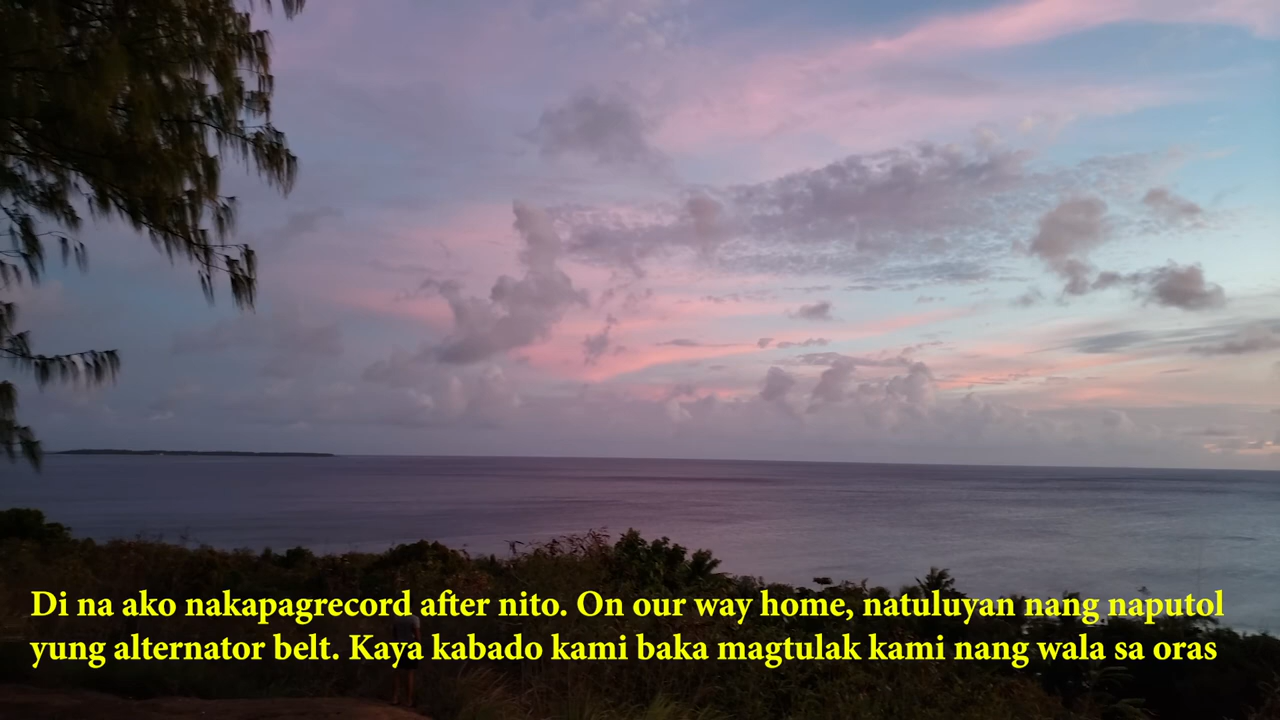 Di na ako nakapagrecord after nito. On our way home, natuluyan nang naputol
yung alternator belt. Kaya kabado kami baka magtulak kami nang wala sa oras